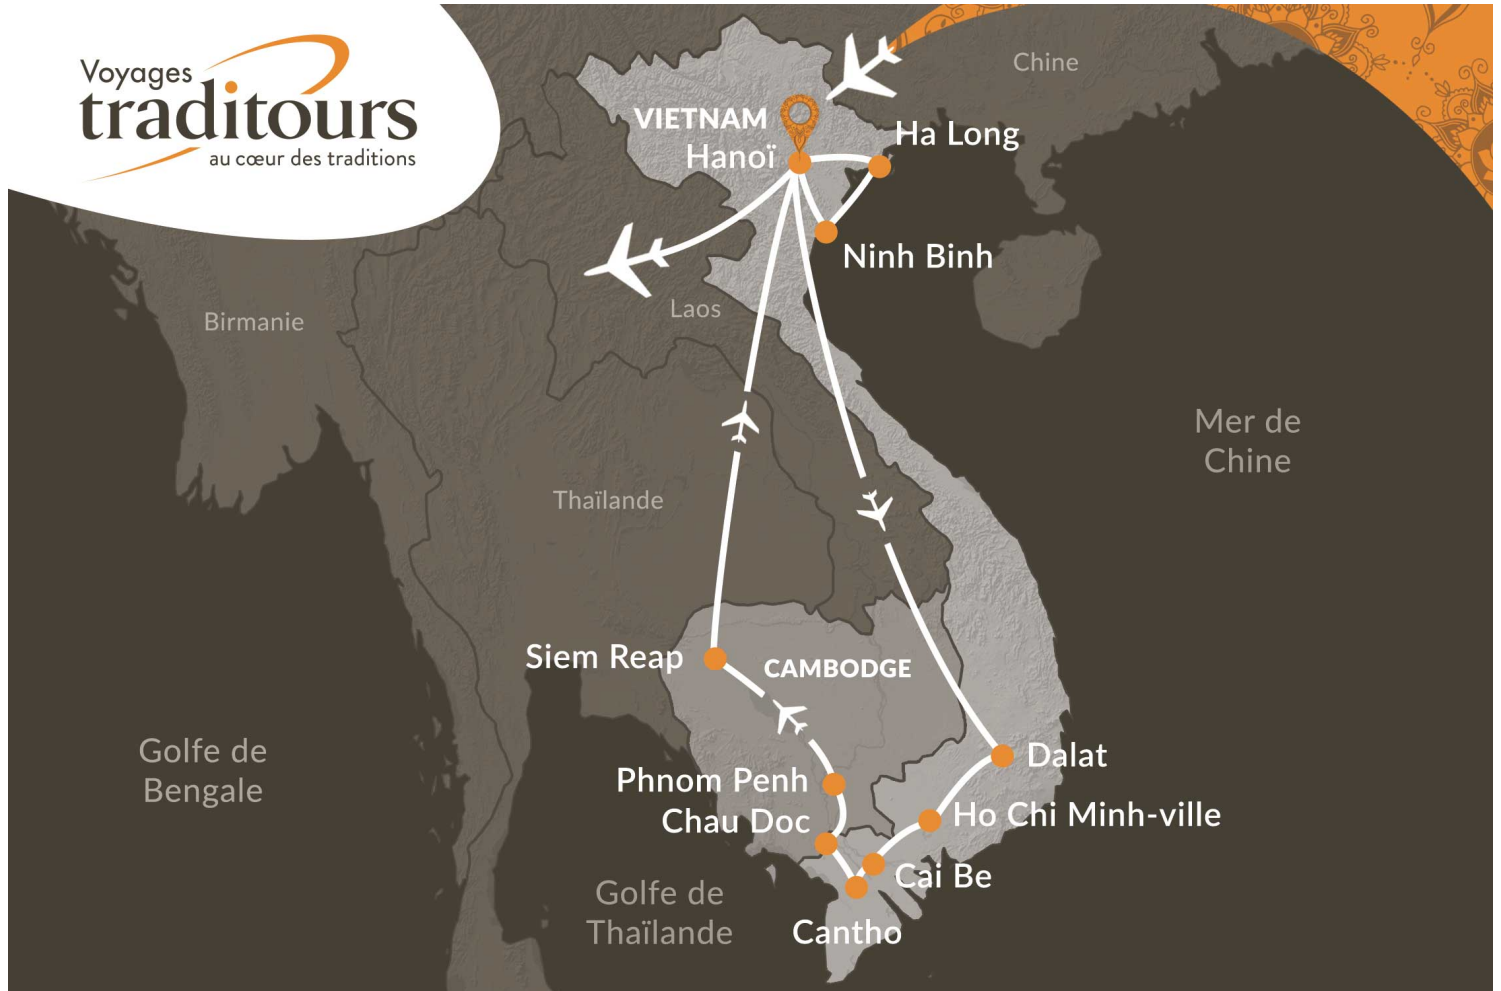 Voyages
traditours
au cœur des traditions
Chine
VIETNAM
Hanoï
Ha Long
Ninh Binh
Laos
Birmanie
Mer de
Chine
Thaïlande
Siem Reap
CAMBODGE
Golfe de
Bengale
Dalat
Phnom Penh
Chau Doc
Ho Chi Minh-ville
Cai Be
Golfe de
Thaïlande
Cantho